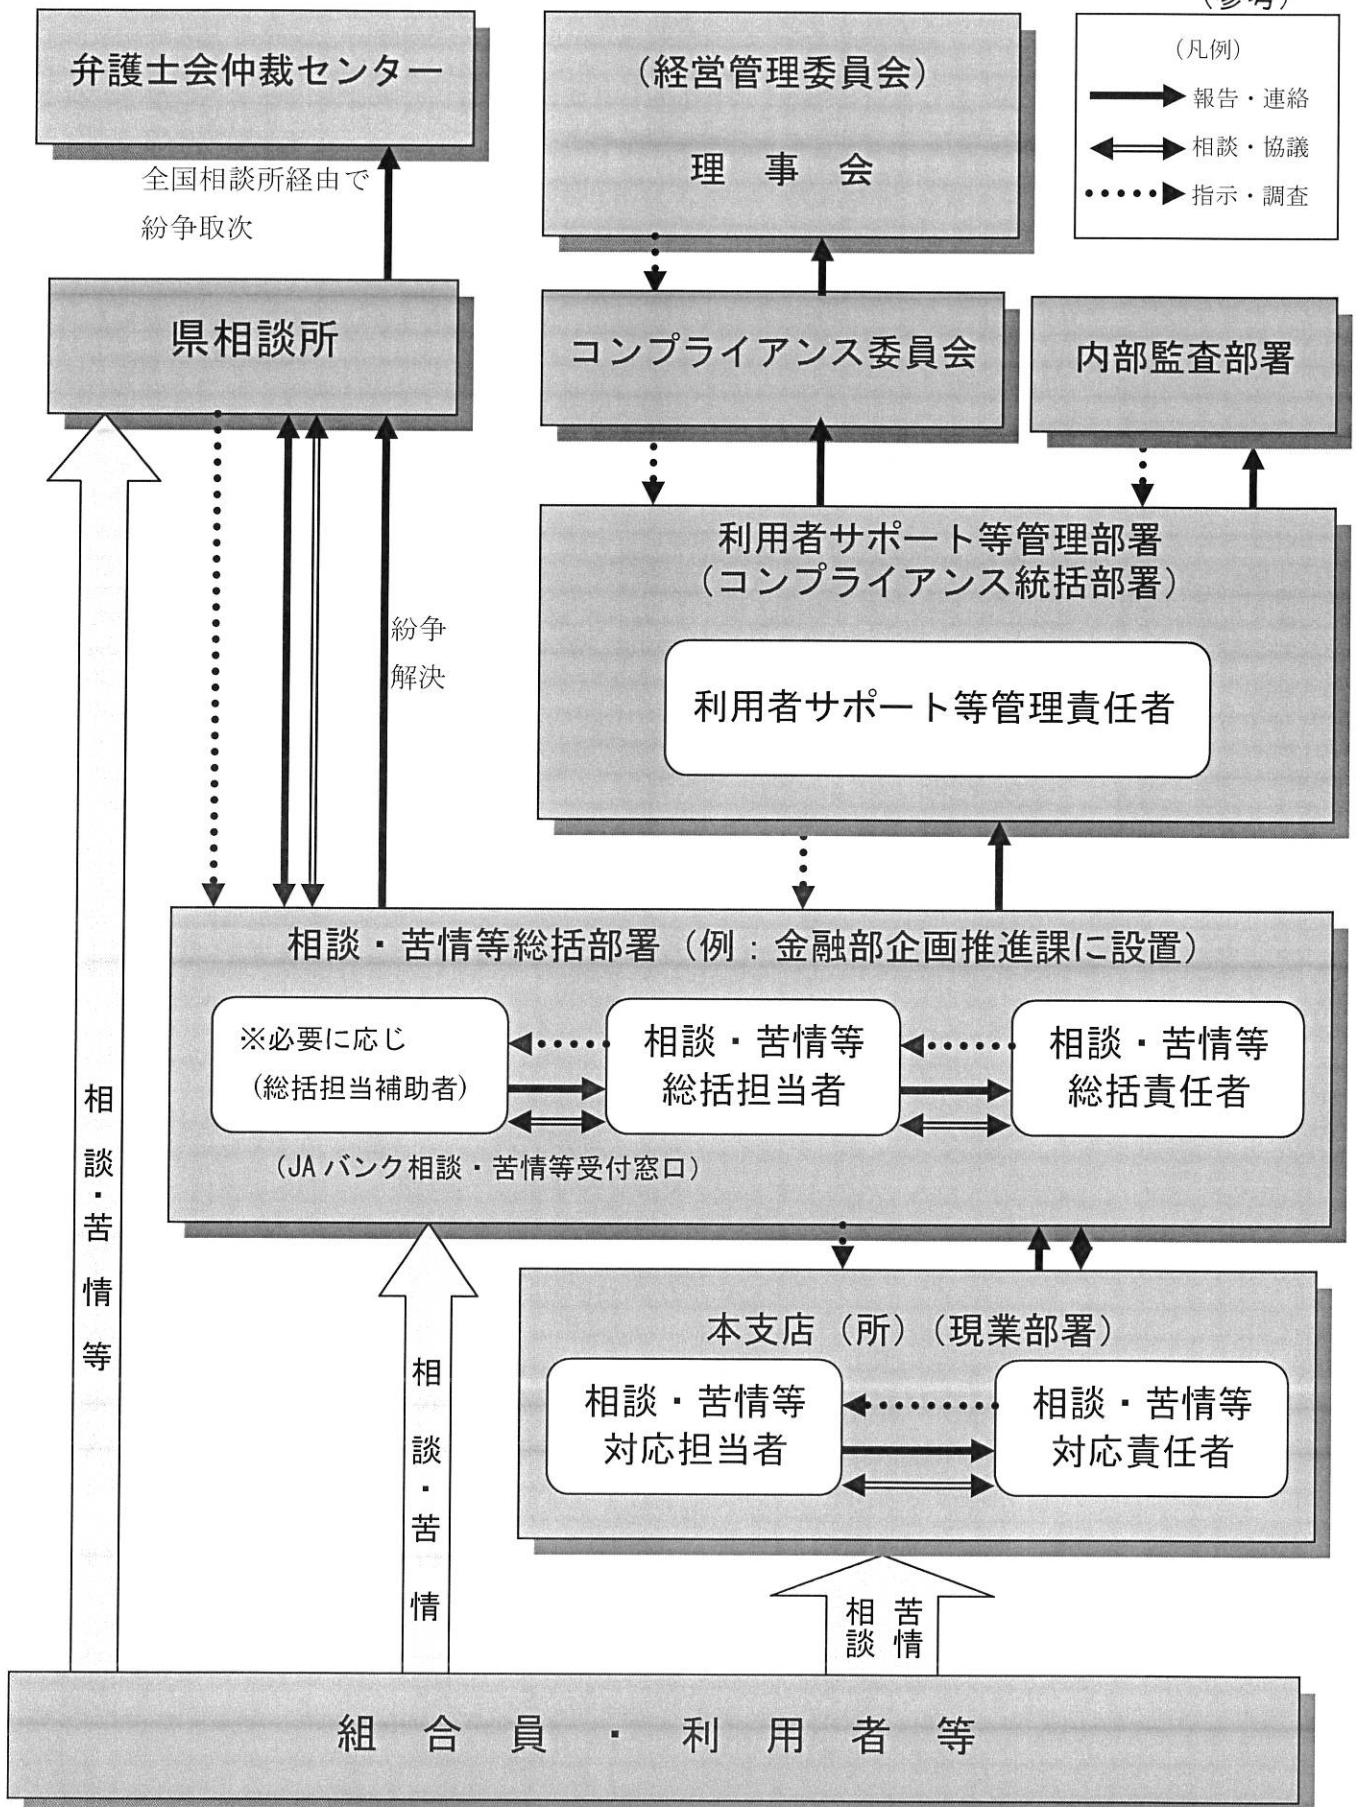 (参考)
弁護士会仲裁センター
(経営管理委員会)
理 事 会
(凡例)
報告・連絡
相談・協議
指示・調査
全国相談所経由で
紛争取次
県相談所
コンプライアンス委員会
内部監査部署
利用者サポート等管理部署
(コンプライアンス統括部署)
利用者サポート等管理責任者
紛争
解決
相談・苦情等総括部署(例:金融部企画推進課に設置)
※必要に応じ
(総括担当補助者)
相談・苦情等
総括担当者
相談・苦情等
総括責任者
(JAバンク相談・苦情等受付窓口)
相談・苦情等
相談・苦情
本支店(所)(現業部署)
相談・苦情等
対応担当者
相談・苦情等
対応責任者
相談
苦情
組 合 員 ・ 利 用 者 等